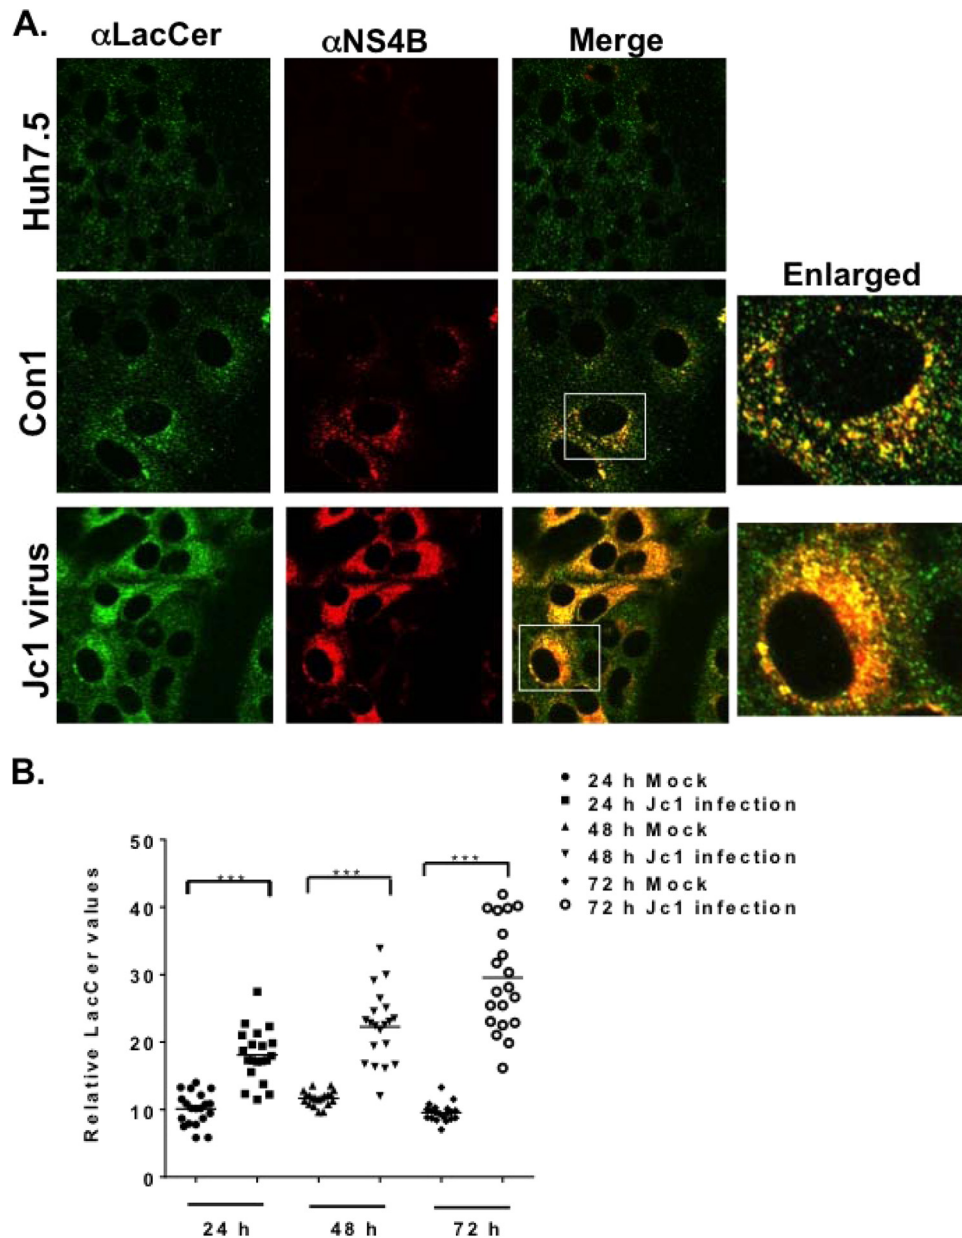 A.
αLacCer
αNS4B
Merge
Huh7.5
Con1
Enlarged
Jc1 virus
B.
24 h Mock
24 h Jc1 infection
48 h Mock
48 h Jc1 infection
72 h Mock
72 h Jc1 infection
Relative LacCer values
50
40
30
20
10
0
***
***
***
24 h
48 h
72 h